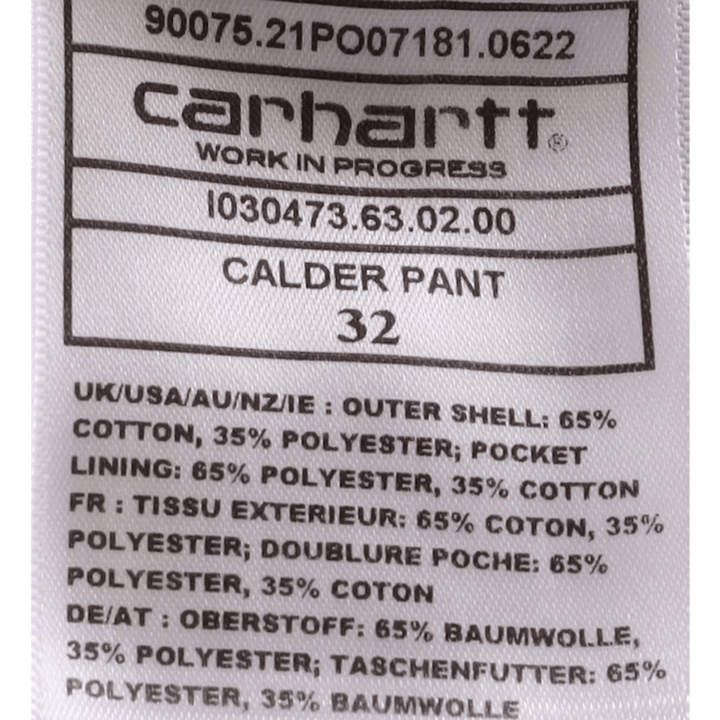 90075.21PO07181.0622
carhartt®
WORK IN PROGRESS
I030473.63.02.00
CALDER PANT
32
UK/USA/AU/NZ/IE : OUTER SHELL: 65%
COTTON, 35% POLYESTER; POCKET
LINING: 65% POLYESTER, 35% COTTON
FR : TISSU EXTERIEUR: 65% COTON, 35%
POLYESTER; DOUBLURE POCHE: 65%
POLYESTER, 35% COTON
DE/AT : OBERSTOFF: 65% BAUMWOLLE,
35% POLYESTER; TASCHENFUTTER: 65%
POLYESTER, 35% BAUMWOLLE